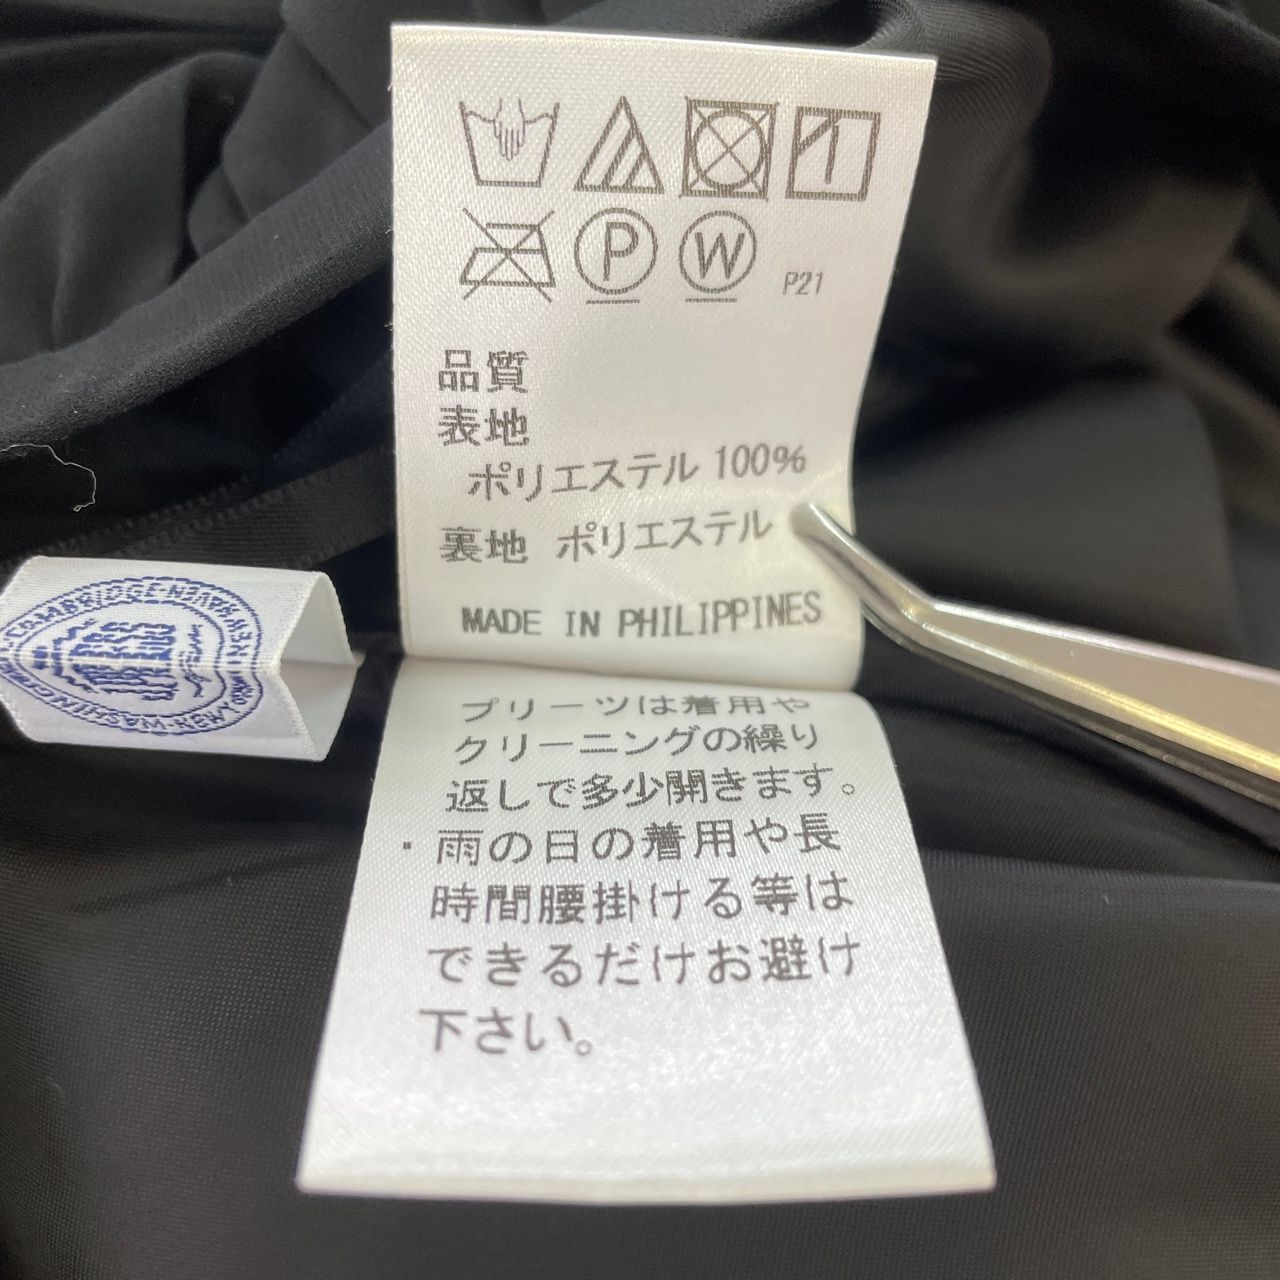 P
W
P21
品質
表地
ポリエステル 100%
裏地 ポリエステル
MADE IN PHILIPPINES
プリーツは着用や
クリーニングの繰り
返しで多少開きます。
・雨の日の着用や長
時間腰掛ける等は
できるだけお避け
下さい。
CAMBRIDGE·NEW HAVEN
J.PRESS